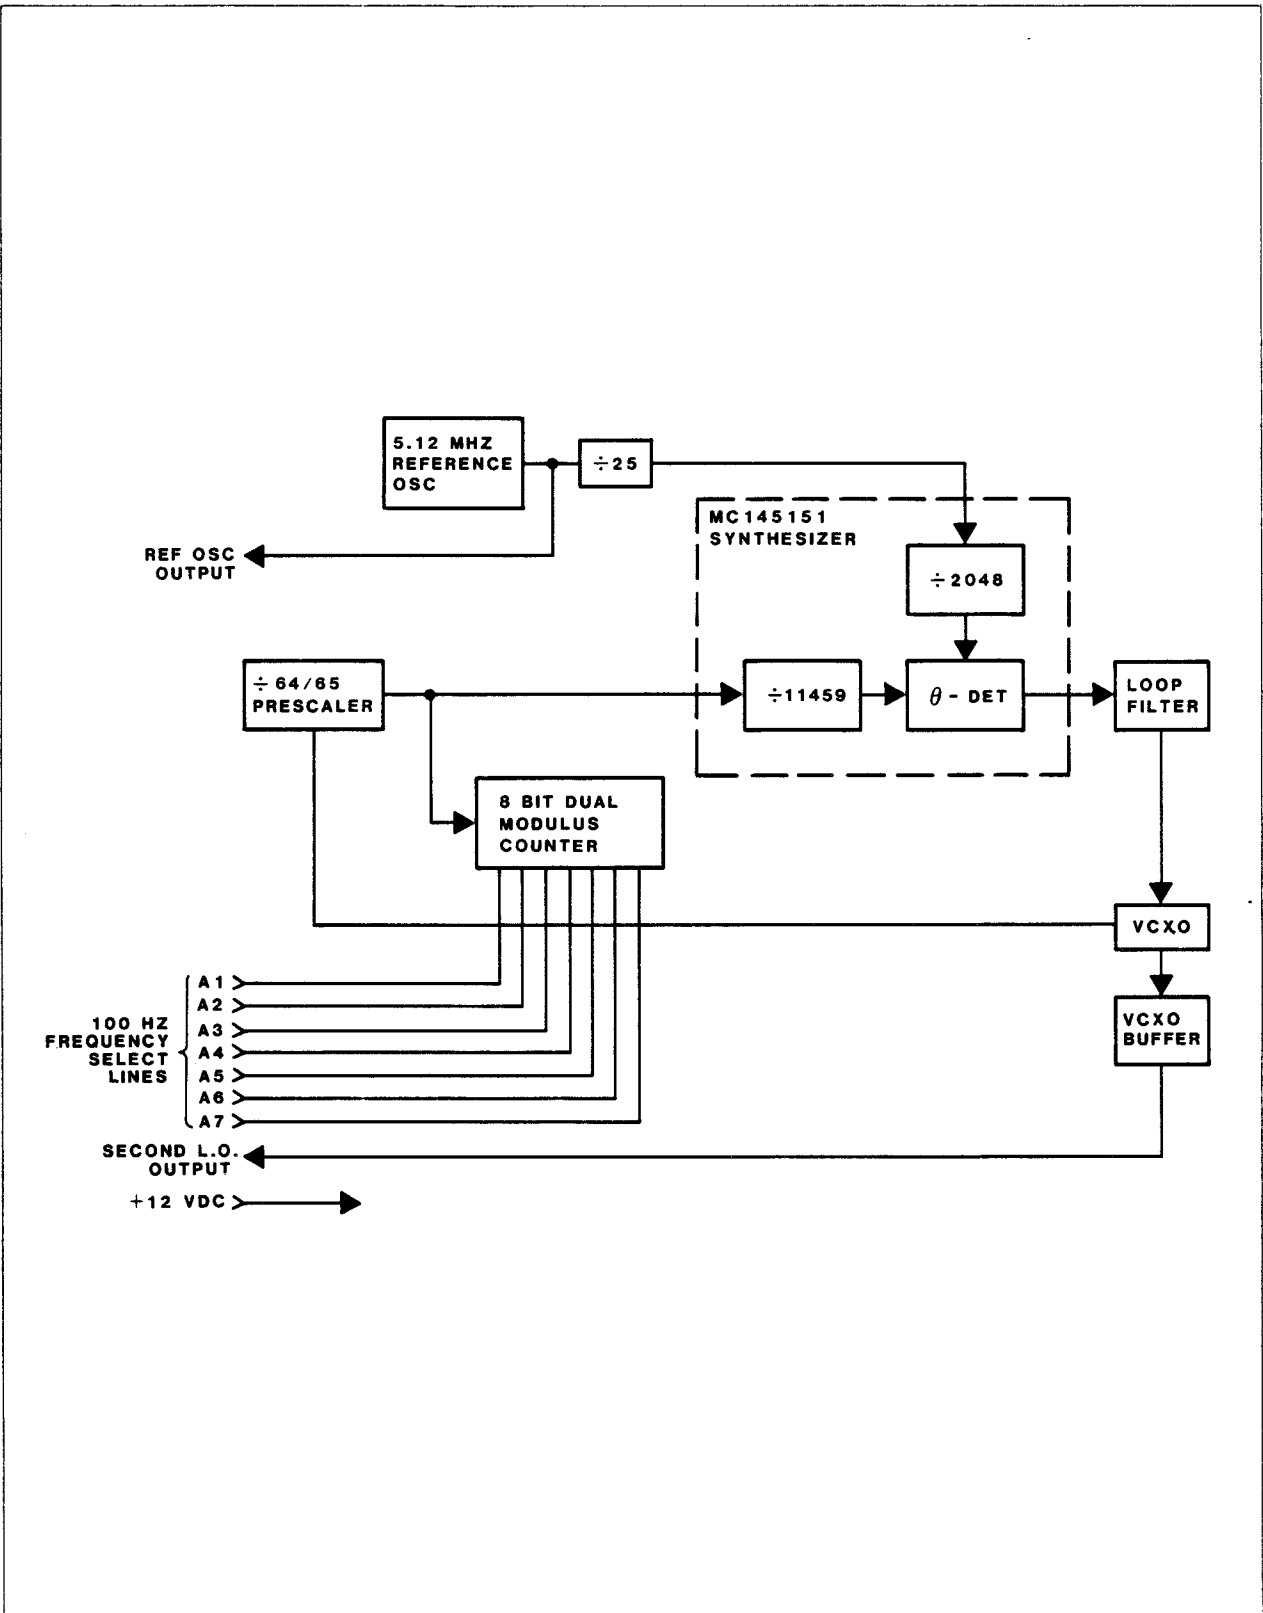 5.12 MHZ
REFERENCE
OSC
÷25
MC145151
SYNTHESIZER
REF OSC
OUTPUT
÷2048
÷64/65
PRESCALER
÷11459
θ - DET
LOOP
FILTER
8 BIT DUAL
MODULUS
COUNTER
VCXO
A1
A2
A3
A4
A5
A6
A7
100 HZ
FREQUENCY
SELECT
LINES
VCXO
BUFFER
SECOND L.O.
OUTPUT
+12 VDC